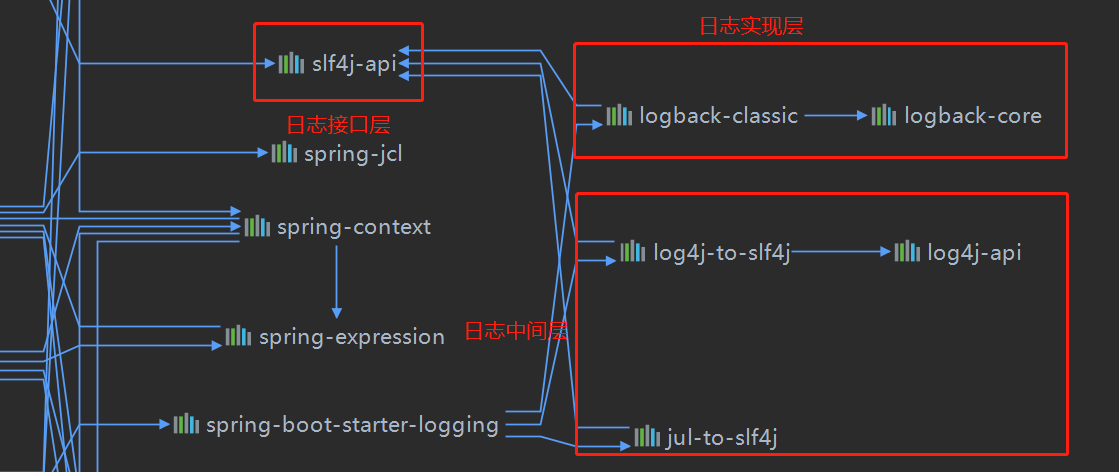 日志实现层
slf4j-api
logback-classic
logback-core
日志接口层
spring-jcl
spring-context
log4j-to-slf4j
log4j-api
日志中间层
spring-expression
spring-boot-starter-logging
jul-to-slf4j